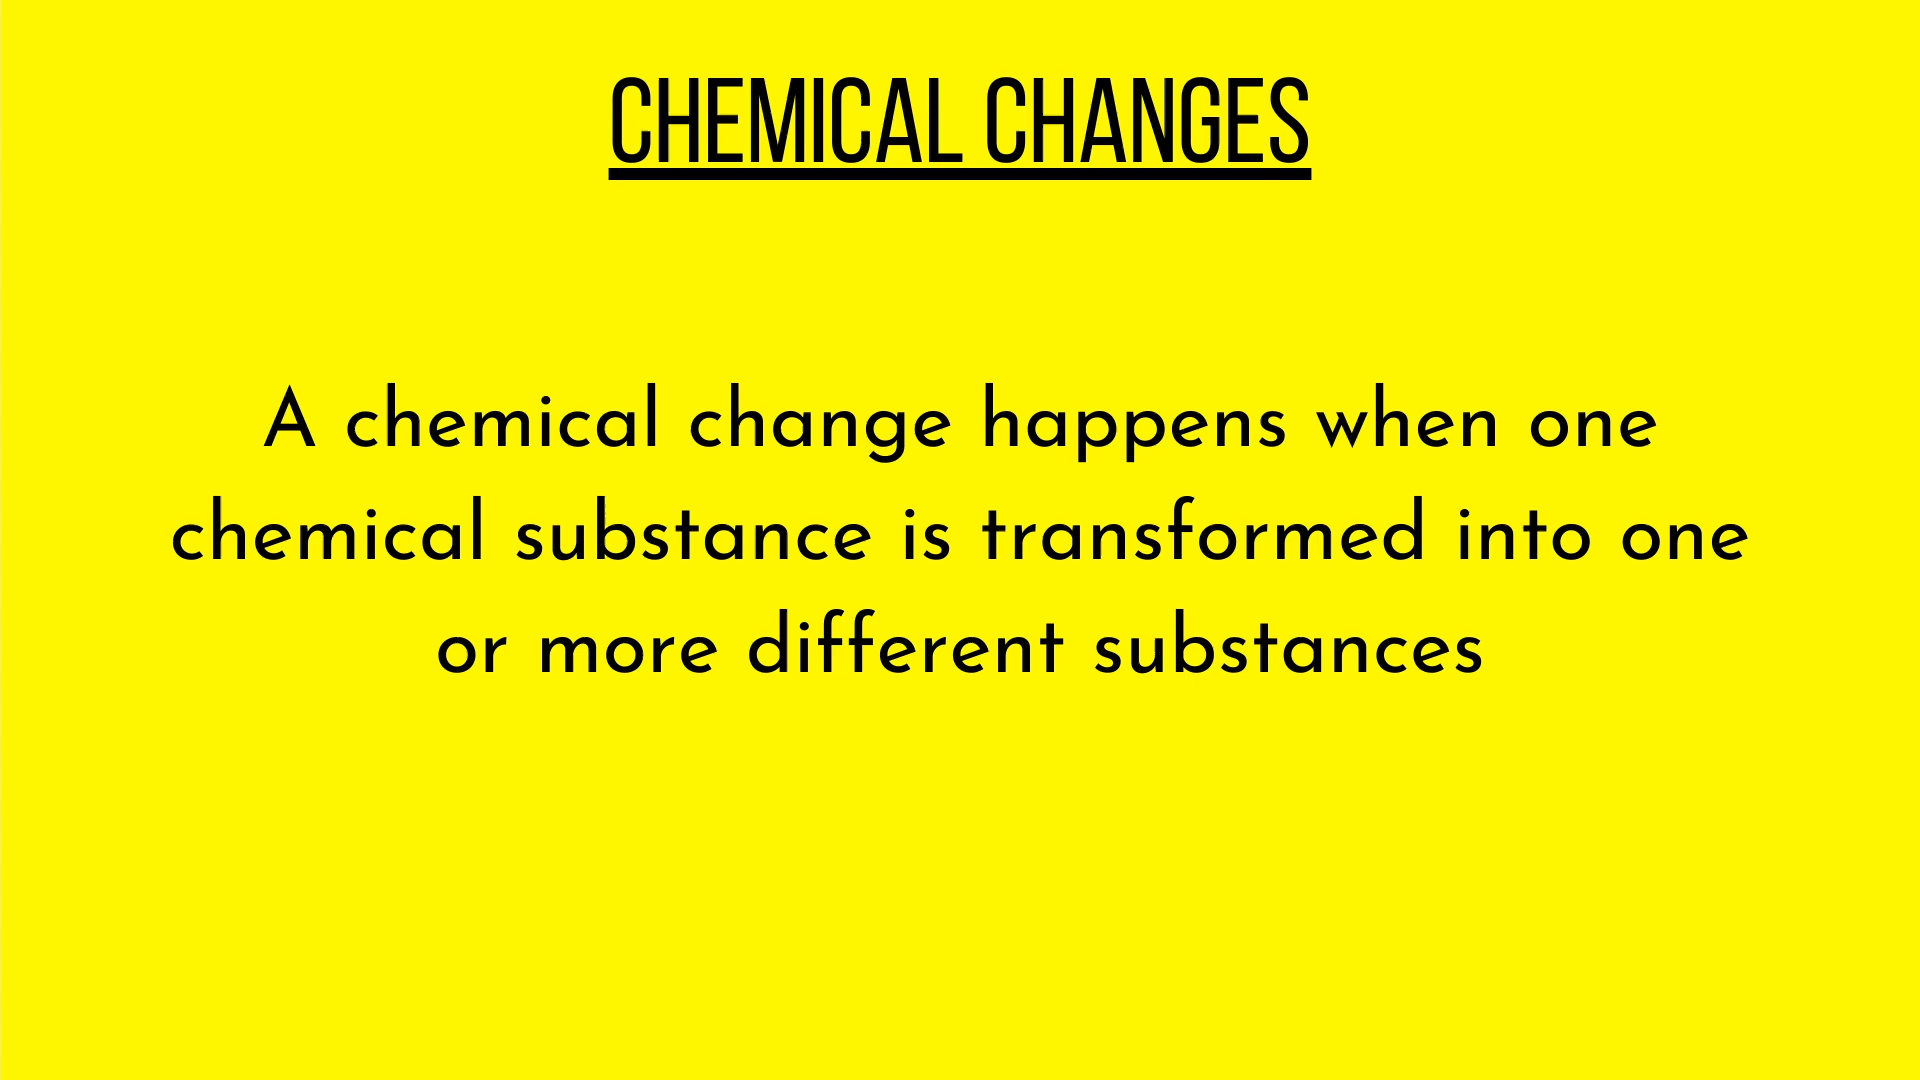 CHEMICAL CHANGES
A chemical change happens when one
chemical substance is transformed into one
or more different substances